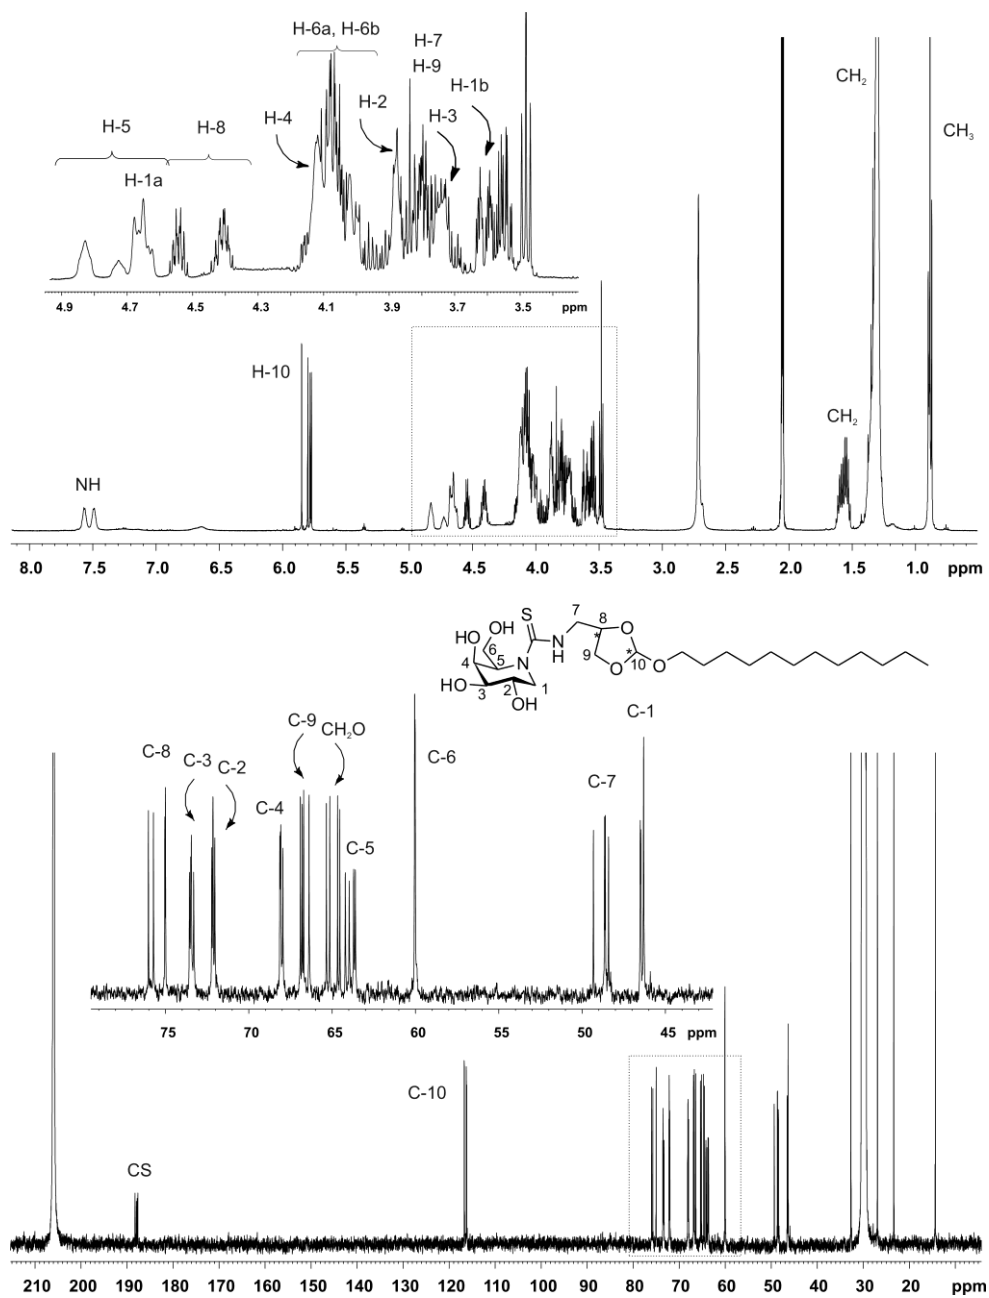 H-6a, H-6b
H-7
H-9
H-5
H-8
H-4
H-2
H-1b
H-3
H-1a
CH2
CH3
4.9 4.7 4.5 4.3 4.1 3.9 3.7 3.5 ppm
H-10
CH2
NH
8.0 7.5 7.0 6.5 6.0 5.5 5.0 4.5 4.0 3.5 3.0 2.5 2.0 1.5 1.0 ppm
S
7
8
O
HO
OH
6
N
H
*
9
*
10
O
O
4
5
N
HO
3
2
1
OH
C-1
C-9
CH2O
C-8
C-3
C-2
C-6
C-7
C-4
C-5
75 70 65 60 55 50 45 ppm
C-10
CS
210 200 190 180 170 160 150 140 130 120 110 100 90 80 70 60 50 40 30 20 ppm